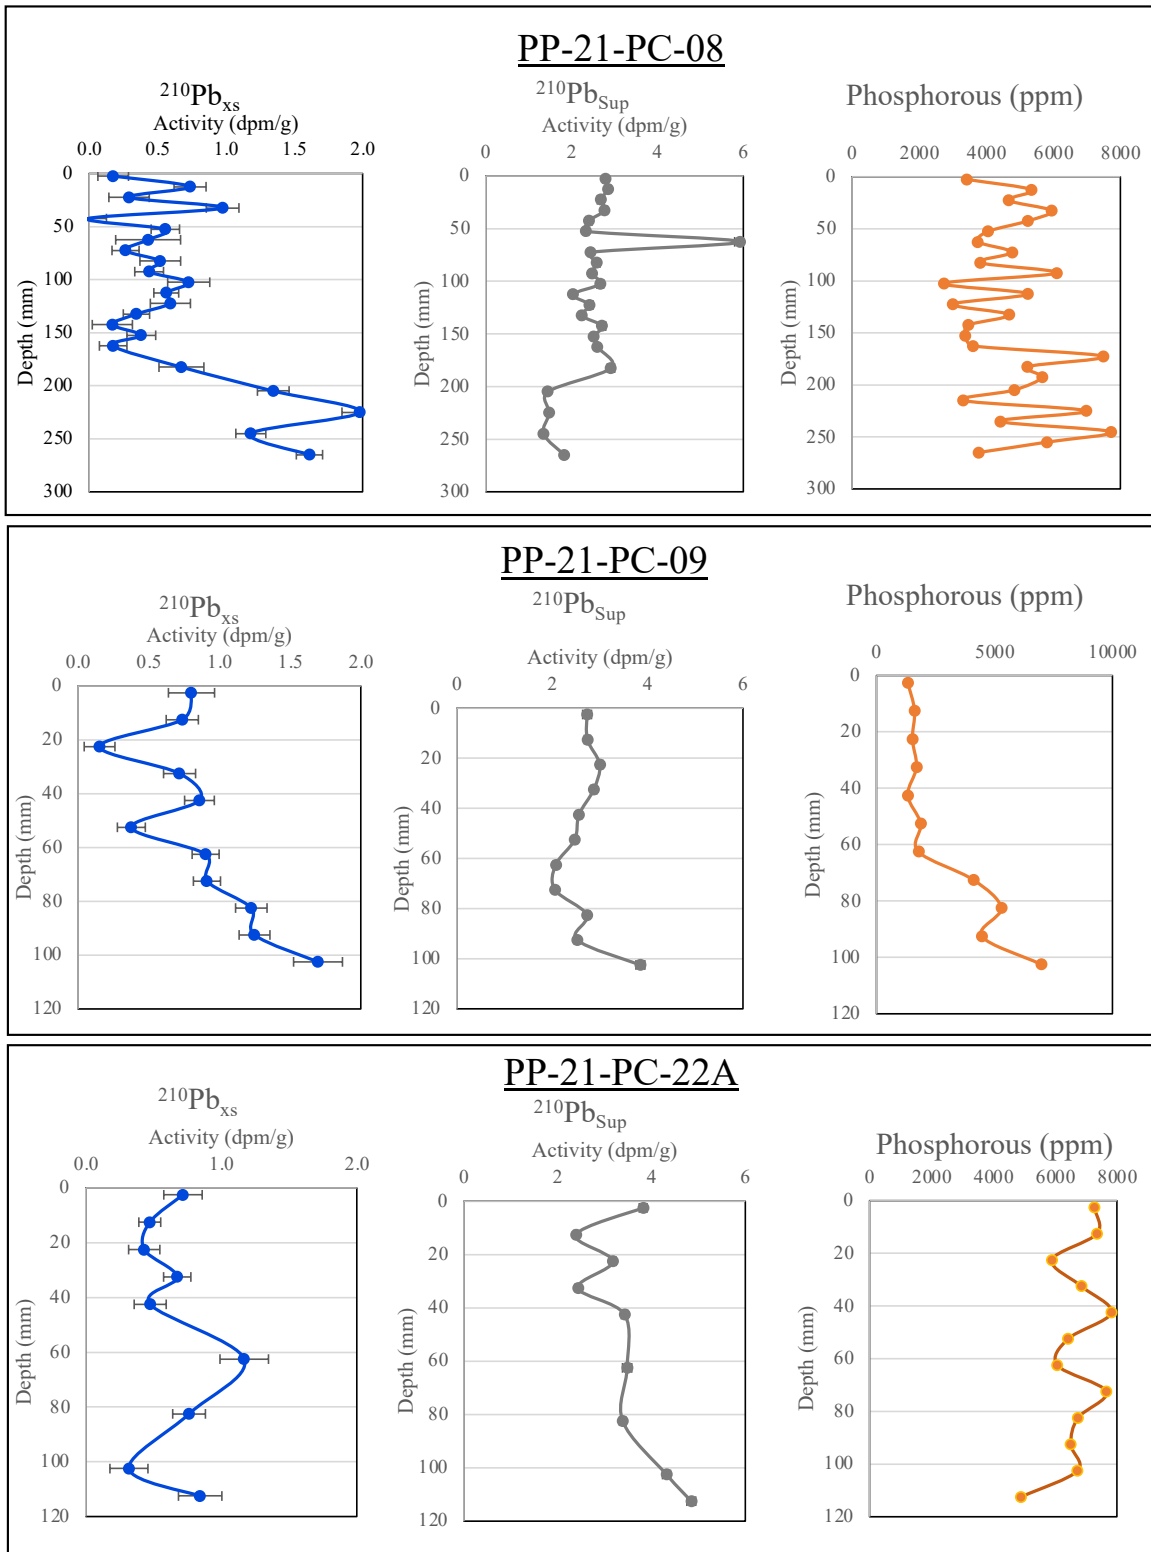 PP-21-PC-08
²¹⁰Pbxs
Activity (dpm/g)
0.0 0.5 1.0 1.5 2.0
0
50
100
150
200
250
300
Depth (mm)
²¹⁰PbSup
Activity (dpm/g)
0 2 4 6
0
50
100
150
200
250
300
Depth (mm)
Phosphorous (ppm)
0 2000 4000 6000 8000
0
50
100
150
200
250
300
Depth (mm)
PP-21-PC-09
²¹⁰Pbxs
Activity (dpm/g)
0.0 0.5 1.0 1.5 2.0
0
20
40
60
80
100
120
Depth (mm)
²¹⁰PbSup
Activity (dpm/g)
0 2 4 6
0
20
40
60
80
100
120
Depth (mm)
Phosphorous (ppm)
0 5000 10000
0
20
40
60
80
100
120
Depth (mm)
PP-21-PC-22A
²¹⁰Pbxs
Activity (dpm/g)
0.0 1.0 2.0
0
20
40
60
80
100
120
Depth (mm)
²¹⁰PbSup
Activity (dpm/g)
0 2 4 6
0
20
40
60
80
100
120
Depth (mm)
Phosphorous (ppm)
0 2000 4000 6000 8000
0
20
40
60
80
100
120
Depth (mm)